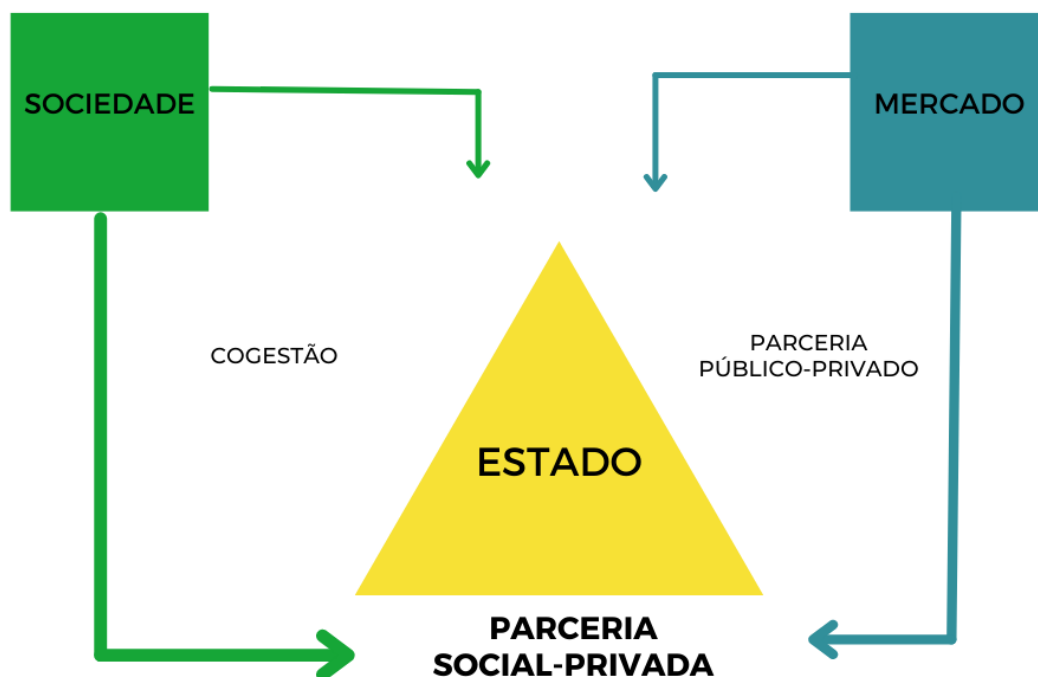 SOCIEDADE
MERCADO
COGESTÃO
PARCERIA
PÚBLICO-PRIVADO
ESTADO
PARCERIA
SOCIAL-PRIVADA